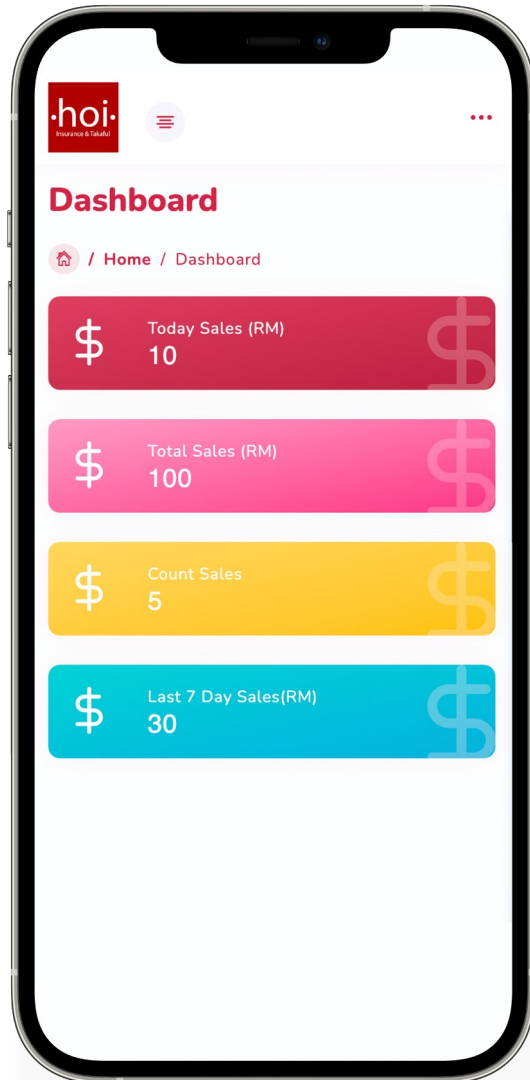 ·hoi·
Insurance & Takaful
Dashboard
/ Home / Dashboard
Today Sales (RM)
10
Total Sales (RM)
100
Count Sales
5
Last 7 Day Sales(RM)
30